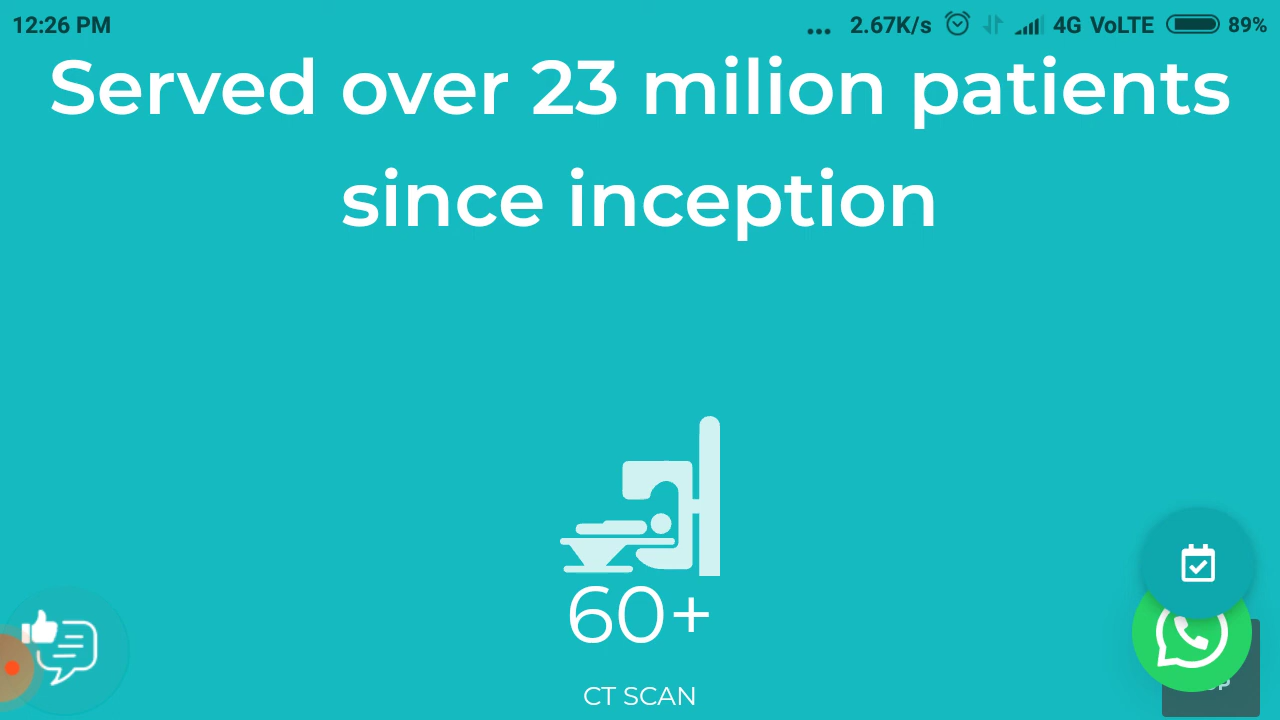 12:26 PM ... 2.67K/s 4G VoLTE 89%
Served over 23 milion patients
since inception
60+
CT SCAN